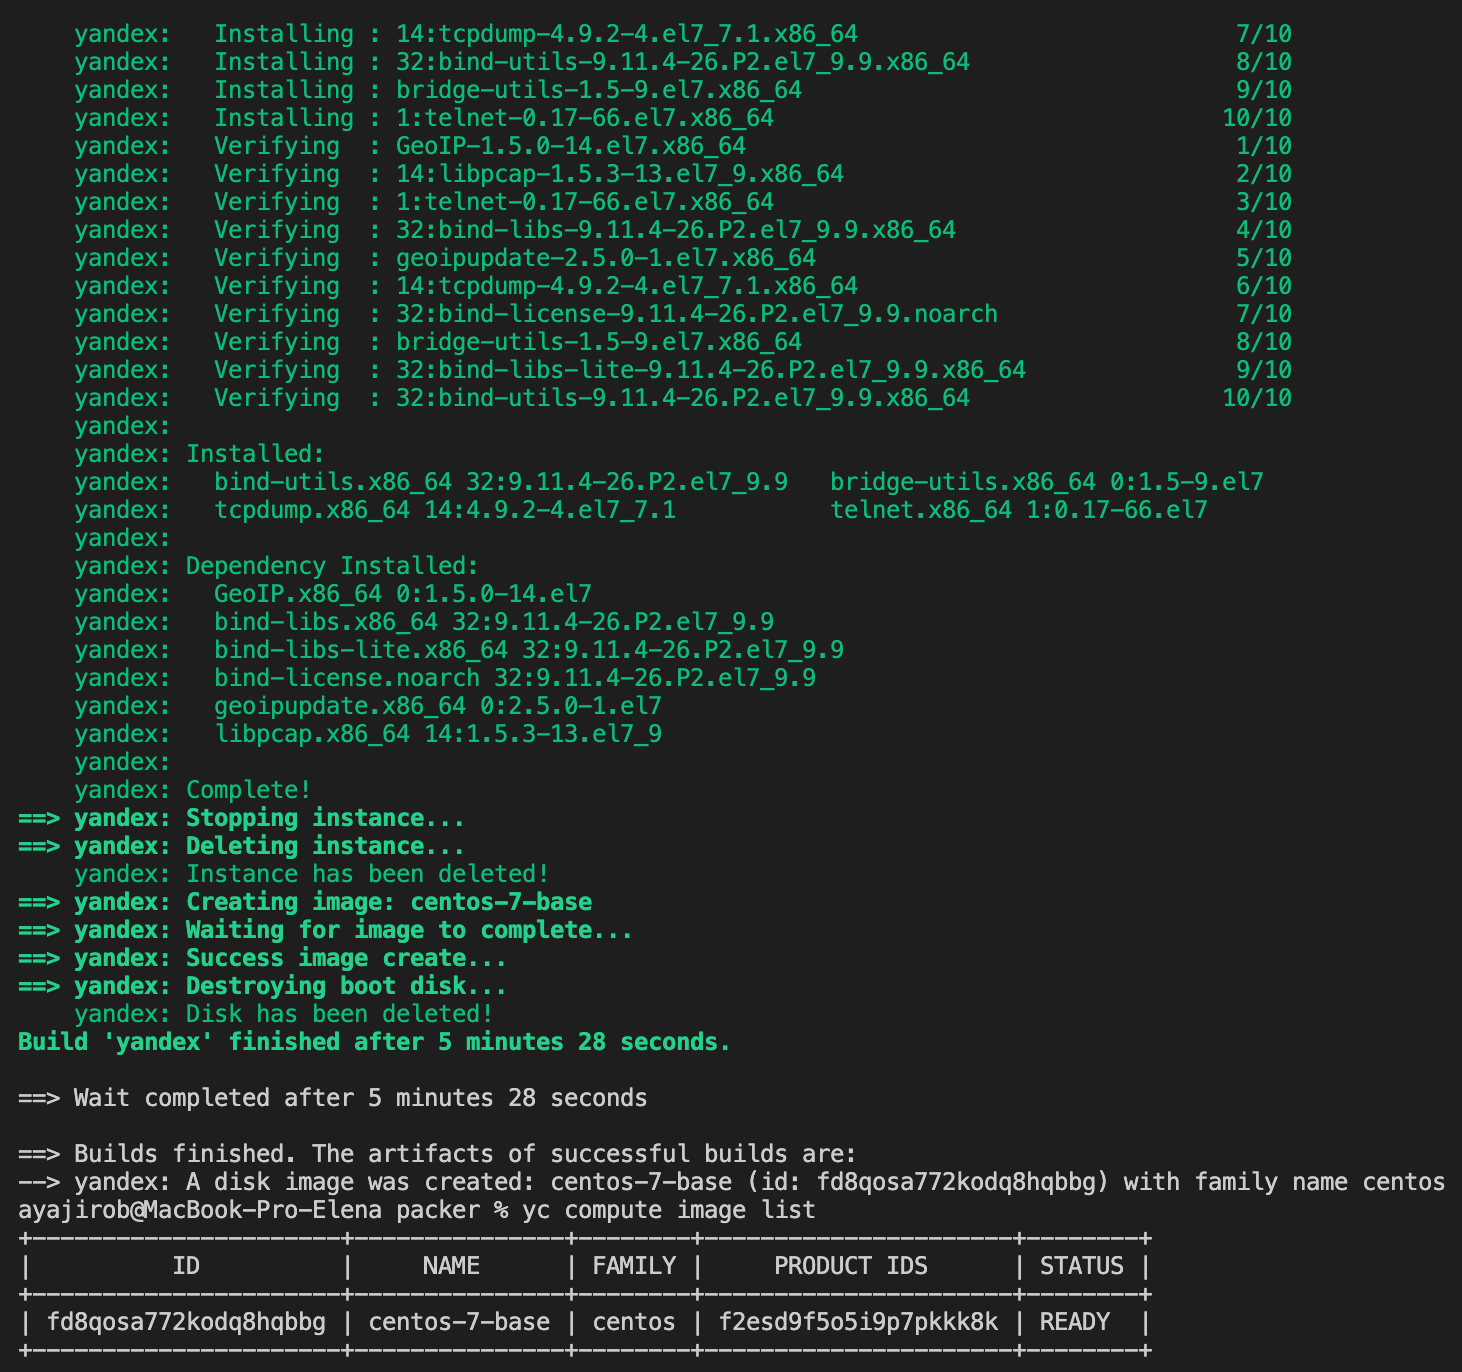 yandex:   Installing : 14:tcpdump-4.9.2-4.el7_7.1.x86_64                           7/10
yandex:   Installing : 32:bind-utils-9.11.4-26.P2.el7_9.9.x86_64                   8/10
yandex:   Installing : bridge-utils-1.5-9.el7.x86_64                               9/10
yandex:   Installing : 1:telnet-0.17-66.el7.x86_64                                10/10
yandex:   Verifying  : GeoIP-1.5.0-14.el7.x86_64                                   1/10
yandex:   Verifying  : 14:libpcap-1.5.3-13.el7_9.x86_64                            2/10
yandex:   Verifying  : 1:telnet-0.17-66.el7.x86_64                                 3/10
yandex:   Verifying  : 32:bind-libs-9.11.4-26.P2.el7_9.9.x86_64                    4/10
yandex:   Verifying  : geoipupdate-2.5.0-1.el7.x86_64                              5/10
yandex:   Verifying  : 14:tcpdump-4.9.2-4.el7_7.1.x86_64                           6/10
yandex:   Verifying  : 32:bind-license-9.11.4-26.P2.el7_9.9.noarch                 7/10
yandex:   Verifying  : bridge-utils-1.5-9.el7.x86_64                               8/10
yandex:   Verifying  : 32:bind-libs-lite-9.11.4-26.P2.el7_9.9.x86_64               9/10
yandex:   Verifying  : 32:bind-utils-9.11.4-26.P2.el7_9.9.x86_64                  10/10
yandex:
yandex: Installed:
yandex:   bind-utils.x86_64 32:9.11.4-26.P2.el7_9.9   bridge-utils.x86_64 0:1.5-9.el7
yandex:   tcpdump.x86_64 14:4.9.2-4.el7_7.1           telnet.x86_64 1:0.17-66.el7
yandex:
yandex: Dependency Installed:
yandex:   GeoIP.x86_64 0:1.5.0-14.el7
yandex:   bind-libs.x86_64 32:9.11.4-26.P2.el7_9.9
yandex:   bind-libs-lite.x86_64 32:9.11.4-26.P2.el7_9.9
yandex:   bind-license.noarch 32:9.11.4-26.P2.el7_9.9
yandex:   geoipupdate.x86_64 0:2.5.0-1.el7
yandex:   libpcap.x86_64 14:1.5.3-13.el7_9
yandex:
yandex: Complete!
==> yandex: Stopping instance...
==> yandex: Deleting instance...
yandex: Instance has been deleted!
==> yandex: Creating image: centos-7-base
==> yandex: Waiting for image to complete...
==> yandex: Success image create...
==> yandex: Destroying boot disk...
yandex: Disk has been deleted!
Build 'yandex' finished after 5 minutes 28 seconds.
==> Wait completed after 5 minutes 28 seconds
==> Builds finished. The artifacts of successful builds are:
--> yandex: A disk image was created: centos-7-base (id: fd8qosa772kodq8hqbbg) with family name centos
ayajirob@MacBook-Pro-Elena packer % yc compute image list
+----------------------+---------------+--------+----------------------+--------+
|          ID          |     NAME      | FAMILY |     PRODUCT IDS      | STATUS |
+----------------------+---------------+--------+----------------------+--------+
| fd8qosa772kodq8hqbbg | centos-7-base | centos | f2esd9f5o5i9p7pkkk8k | READY  |
+----------------------+---------------+--------+----------------------+--------+